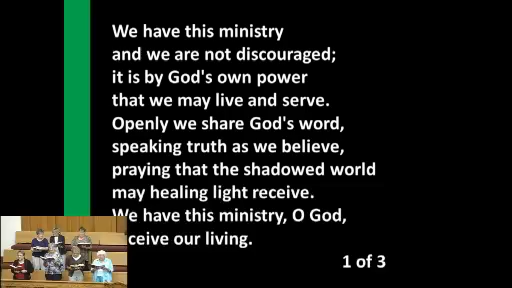 We have this ministry
and we are not discouraged;
it is by God's own power
that we may live and serve.
Openly we share God's word,
speaking truth as we believe,
praying that the shadowed world
may healing light receive.
We have this ministry, O God,
our living.
1 of 3